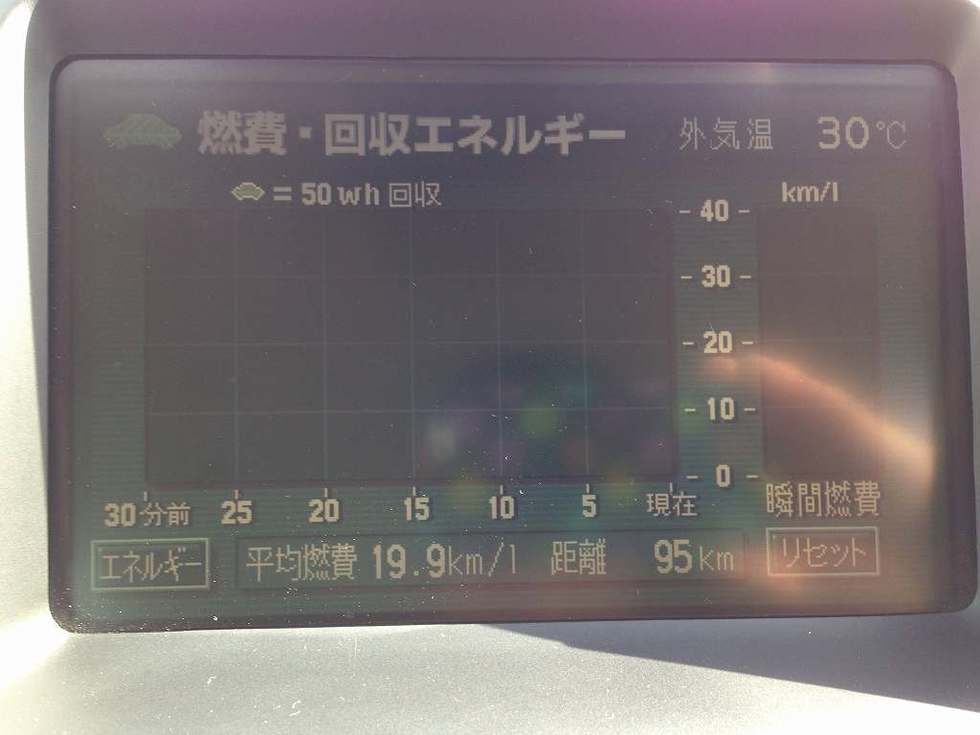 燃費・回収エネルギー 外気温 30℃
= 50 wh 回収 km/l
40
30
20
10
0
30分前 25 20 15 10 5 現在 瞬間燃費
エネルギー 平均燃費 19.9km/l 距離 95km リセット